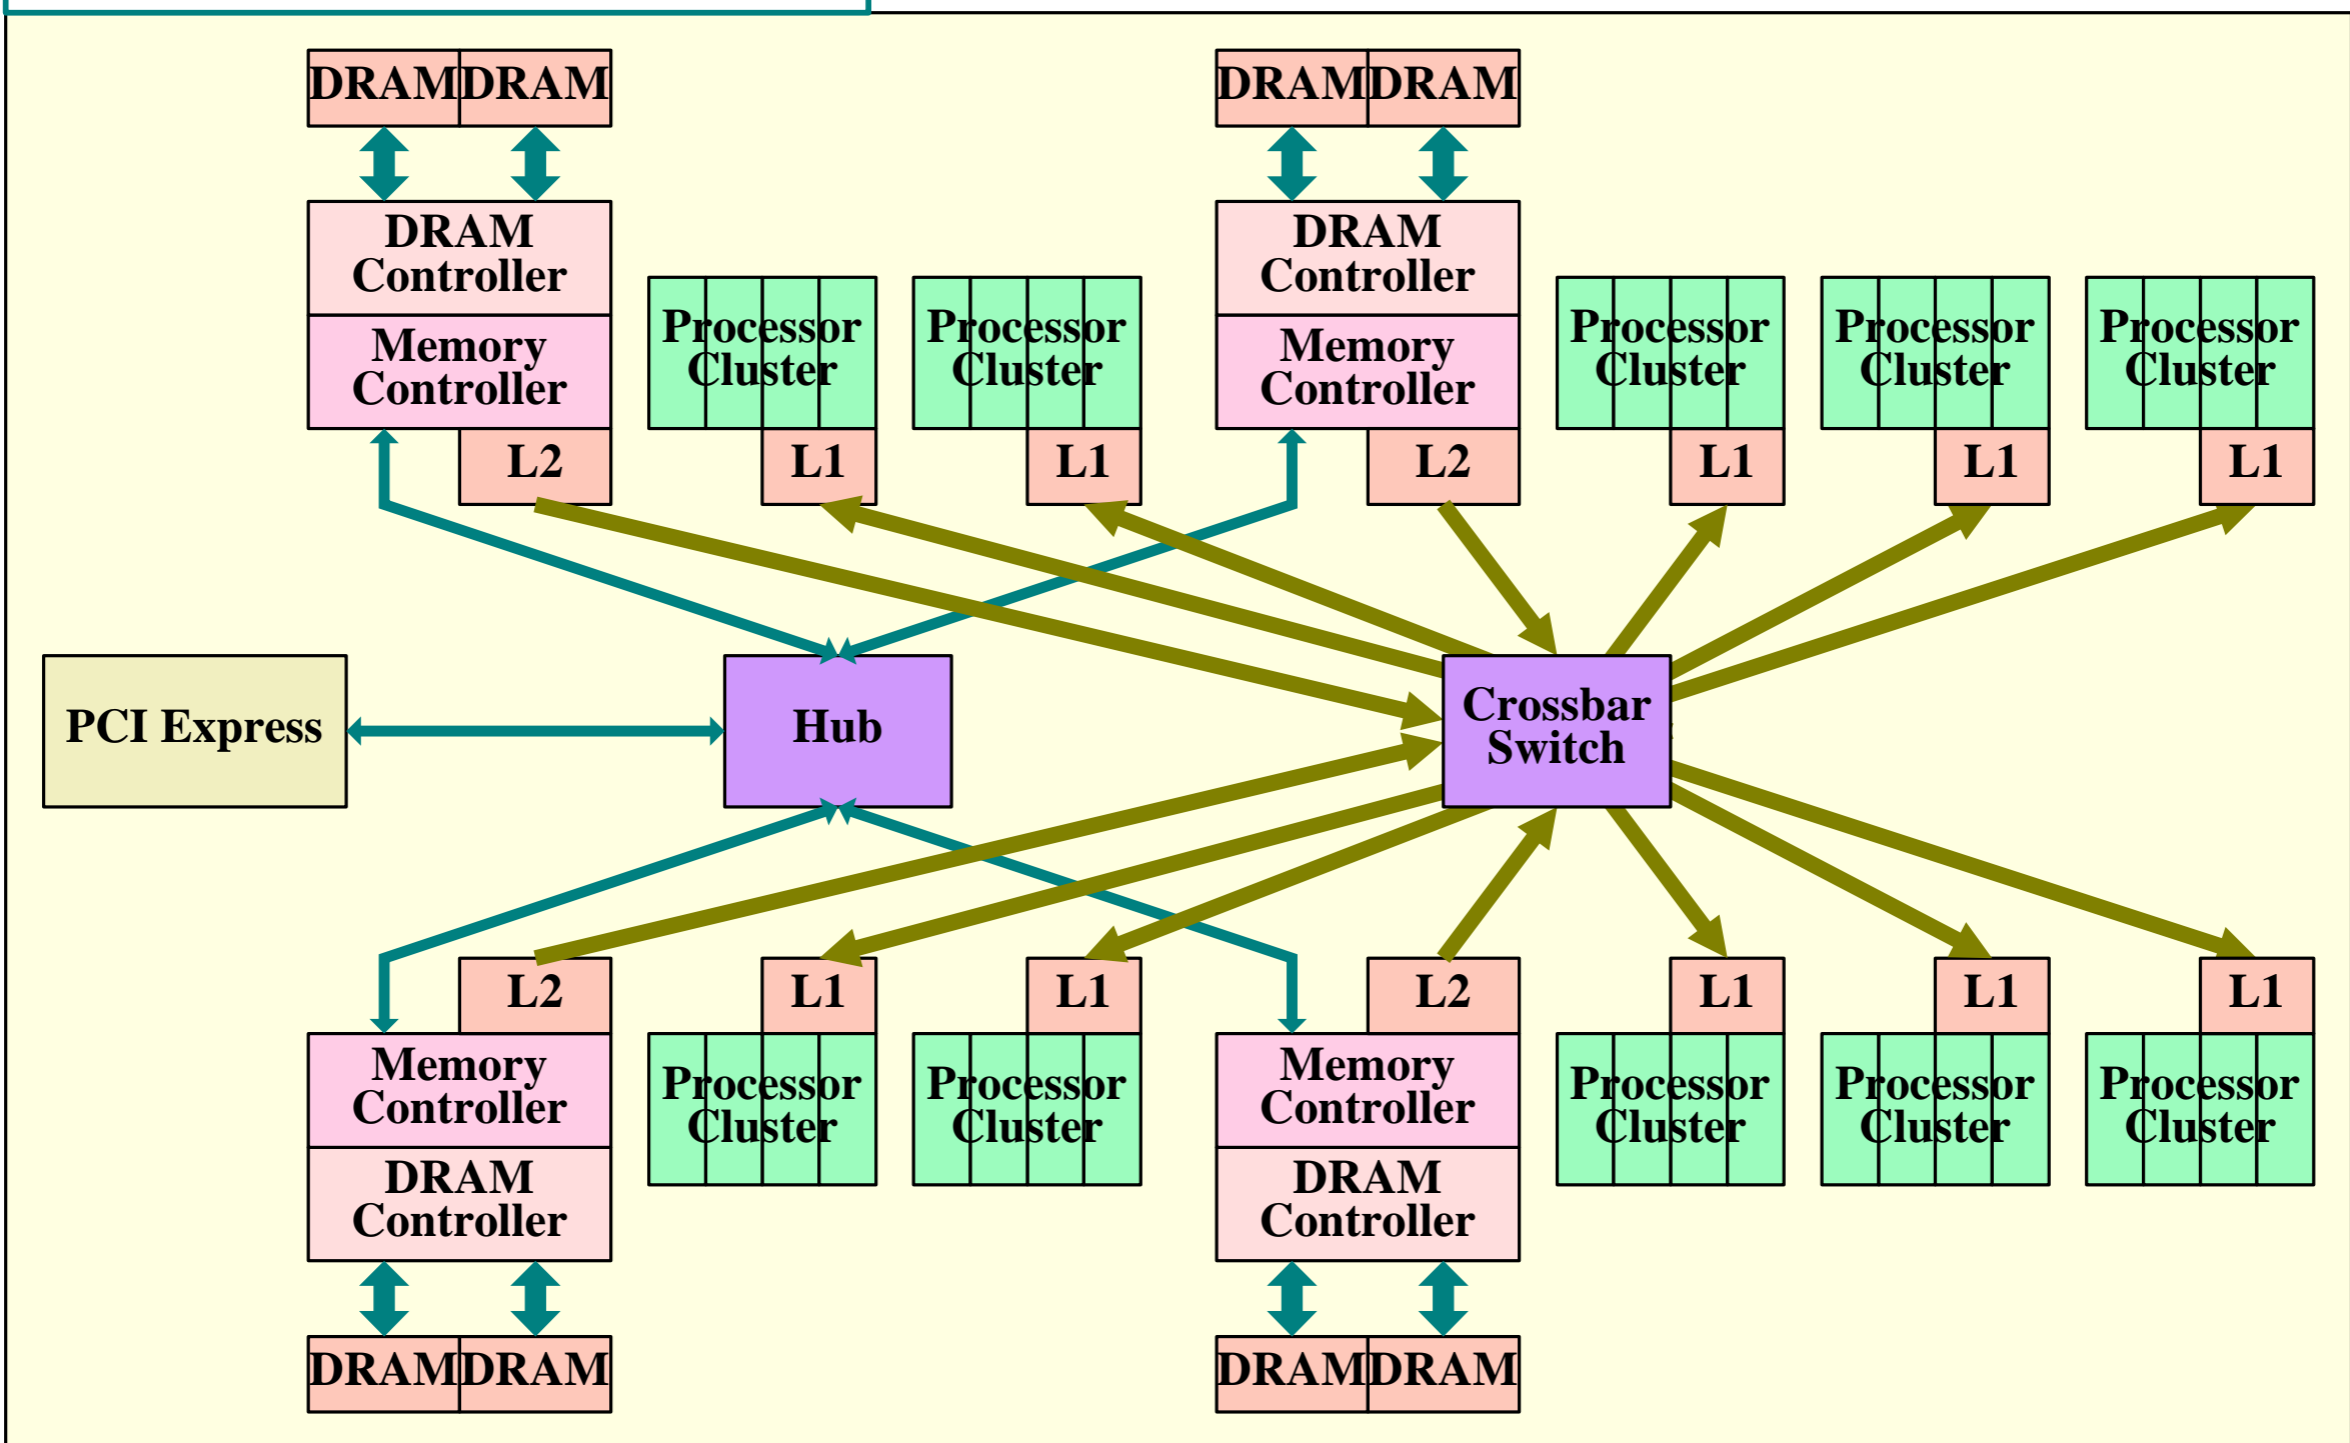 DRAM DRAM DRAM DRAM
DRAM
Controller
DRAM
Controller
Memory
Controller
Processor
Cluster
Processor
Cluster
Memory
Controller
Processor
Cluster
Processor
Cluster
Processor
Cluster
L2 L1 L1 L2 L1 L1 L1
PCI Express
Hub
Crossbar
Switch
L2 L1 L1 L2 L1 L1 L1
Memory
Controller
Processor
Cluster
Processor
Cluster
Memory
Controller
Processor
Cluster
Processor
Cluster
Processor
Cluster
DRAM
Controller
DRAM
Controller
DRAM DRAM DRAM DRAM